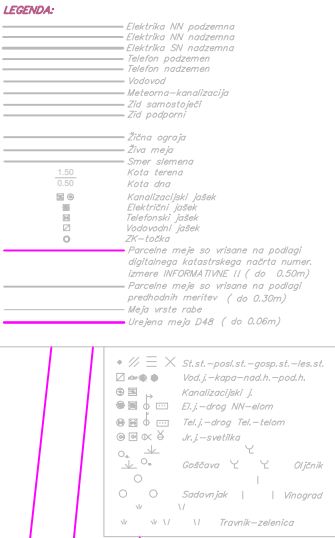 LEGENDA:
Elektrika NN podzemna
Elektrika NN nadzemna
Elektrika SN nadzemna
Telefon podzemen
Telefon nadzemen
Vodovod
Meteorna-kanalizacija
Zid samostoječi
Zid podporni
Žična ograja
Živa meja
Smer slemena
1.50 Kota terena
0.50 Kota dna
Kanalizacijski jašek
Električni jašek
Telefonski jašek
Vodovodni jašek
ZK-točka
Parcelne meje so vrisane na podlagi
digitalnega katastrskega načrta numer.
izmere INFORMATIVNE !! ( do 0.50m)
Parcelne meje so vrisane na podlagi
predhodnih meritev ( do 0.30m)
Meja vrste rabe
Urejena meja D48 ( do 0.06m)
St.st.-posl.st.-gosp.st.-les.st.
Vod.j.-kapa-nad.h.-pod.h.
Kanalizacijski j.
El.j.-drog NN-elom
Tel.j.-drog Tel.-telom
Jr.j.-svetilka
Goščava Oljčnik
Sadovnjak Vinograd
Travnik-zelenica